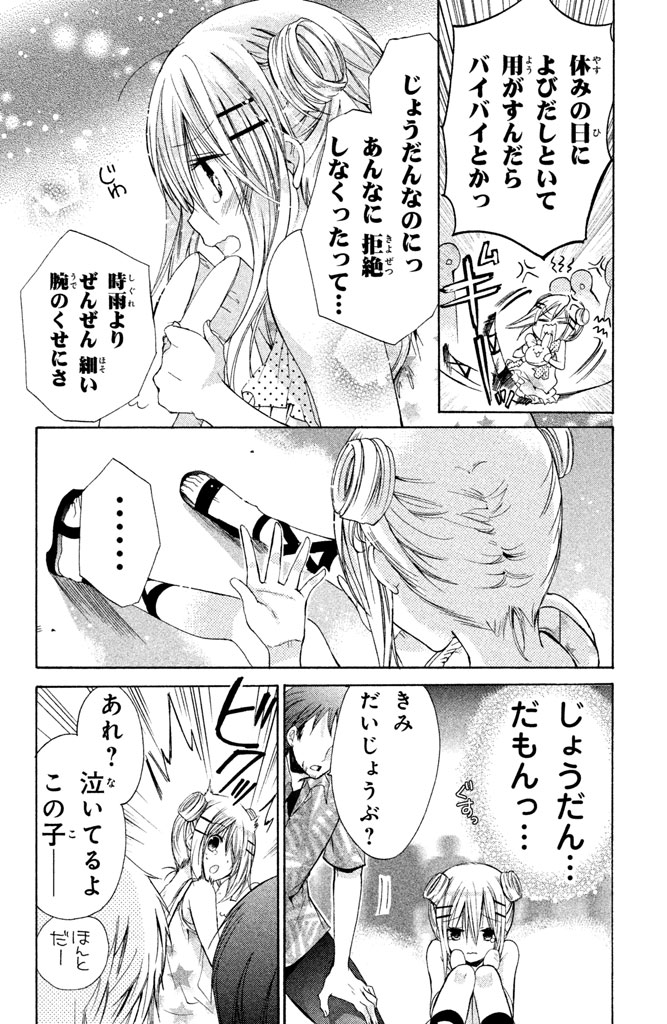 休みの日に
よびだしといて
用がすんだら
バイバイとかっ
ムギーッ
じょうだんなのにっ
あんなに拒絶
しなくったって…
じわ
時雨より
ぜんぜん細い
腕のくせにさ
……
じょうだん…
だもんっ…
ぐすっ
きみ
だいじょうぶ?
ビクッ
あれ?
泣いてるよ
この子――
ほんと
だー